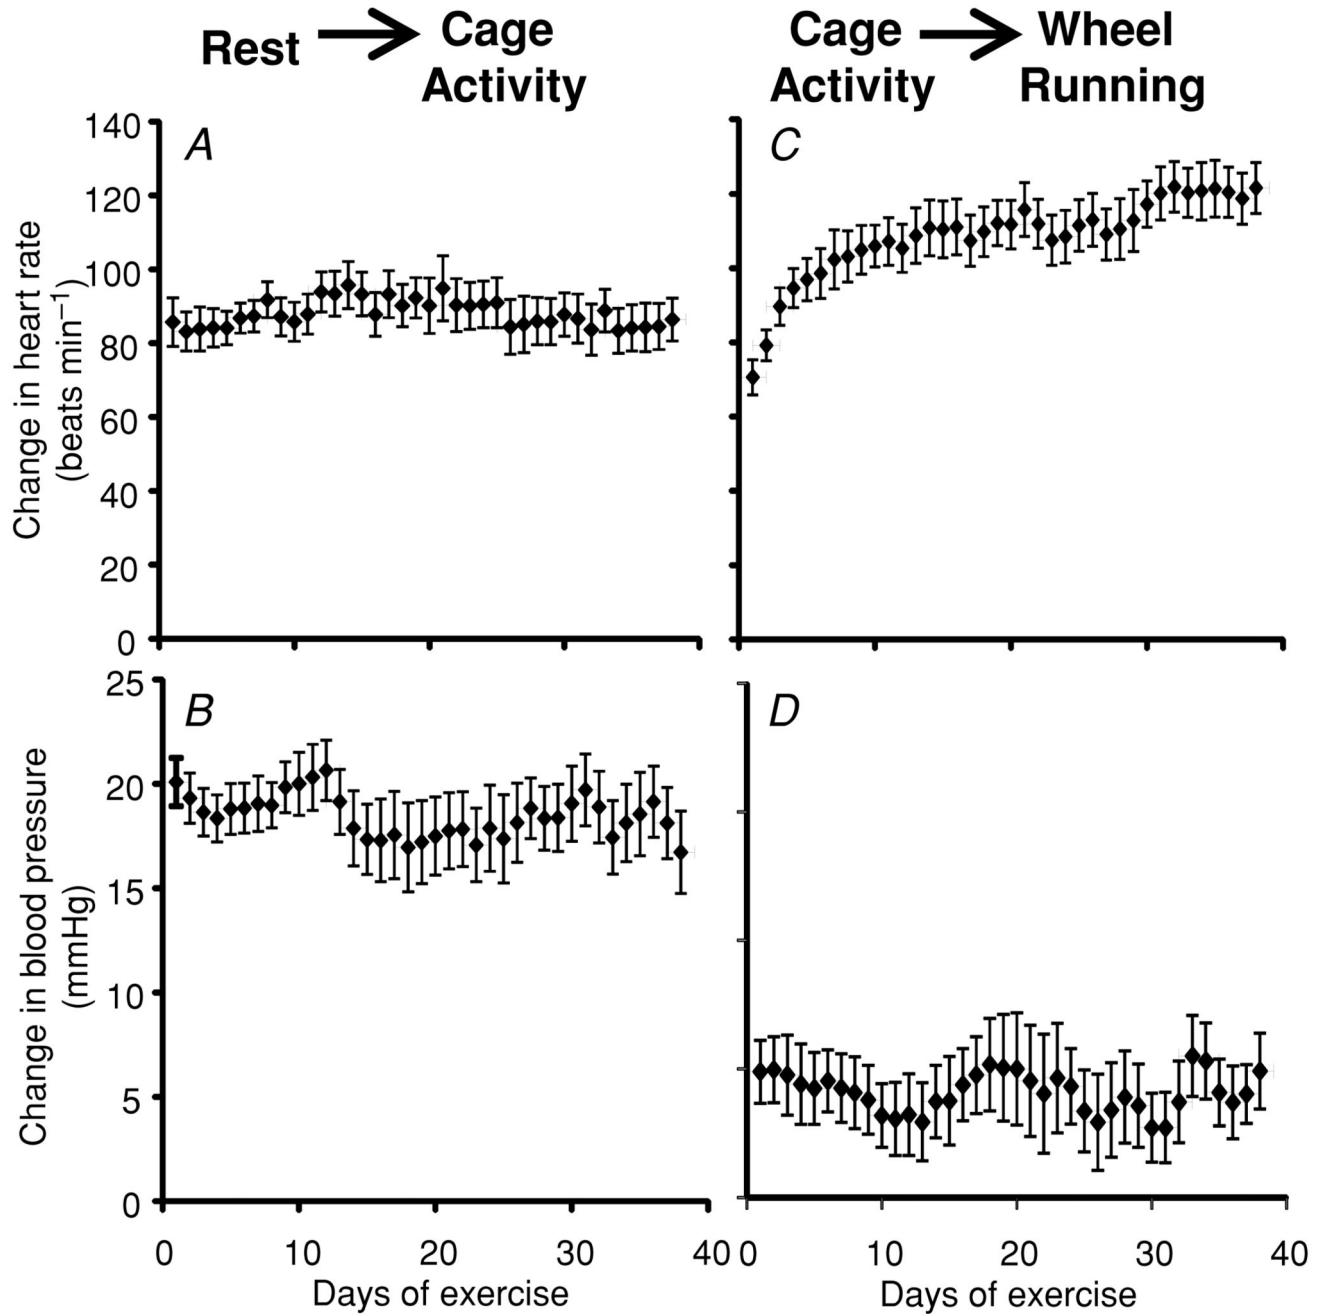 Rest → Cage Activity
Cage Activity → Wheel Running
A
C
140
120
100
80
60
40
20
0
Change in heart rate
(beats min–1)
B
D
25
20
15
10
5
0
Change in blood pressure
(mmHg)
0 10 20 30 40
0 10 20 30 40
Days of exercise
Days of exercise